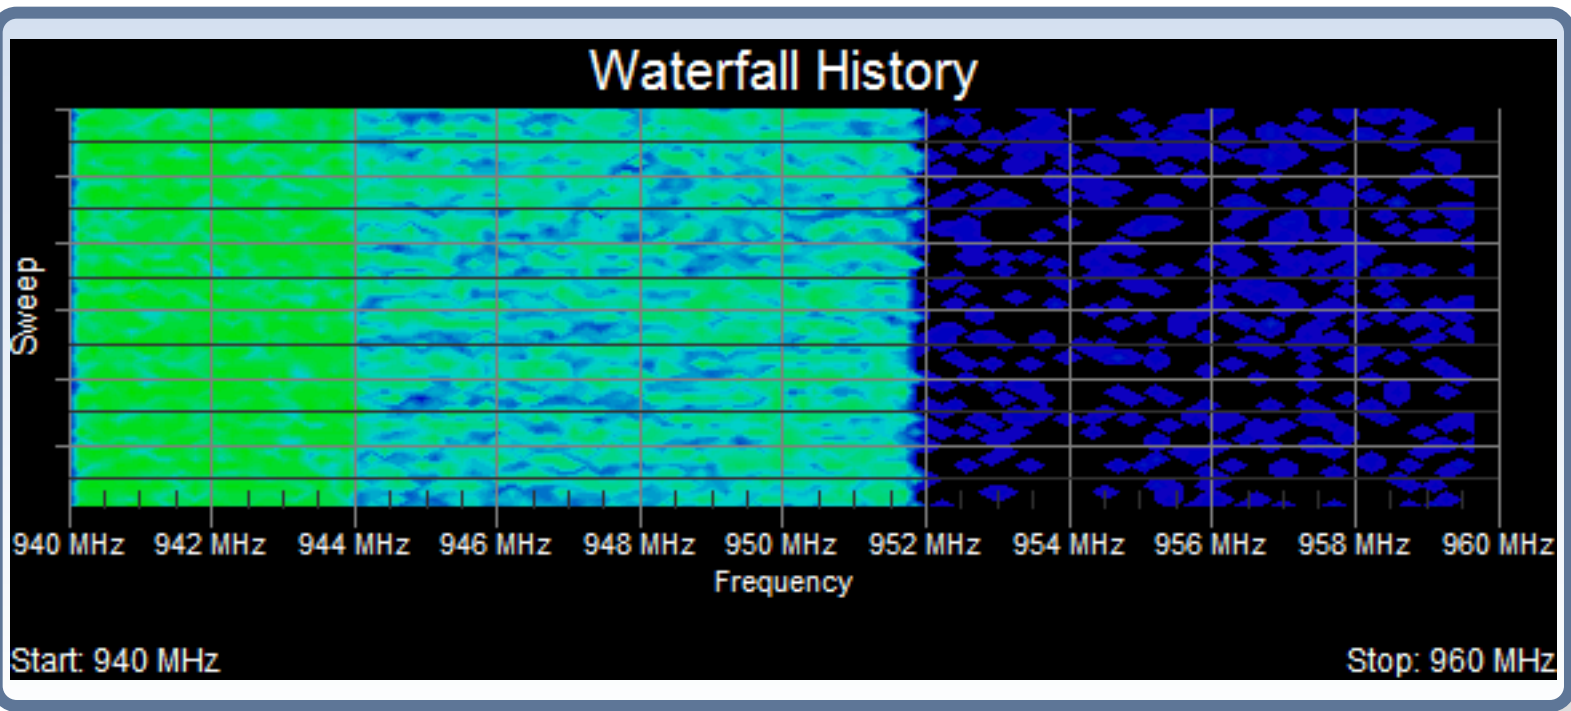 Waterfall History
Sweep
940 MHz 942 MHz 944 MHz 946 MHz 948 MHz 950 MHz 952 MHz 954 MHz 956 MHz 958 MHz 960 MHz
Frequency
Start: 940 MHz Stop: 960 MHz